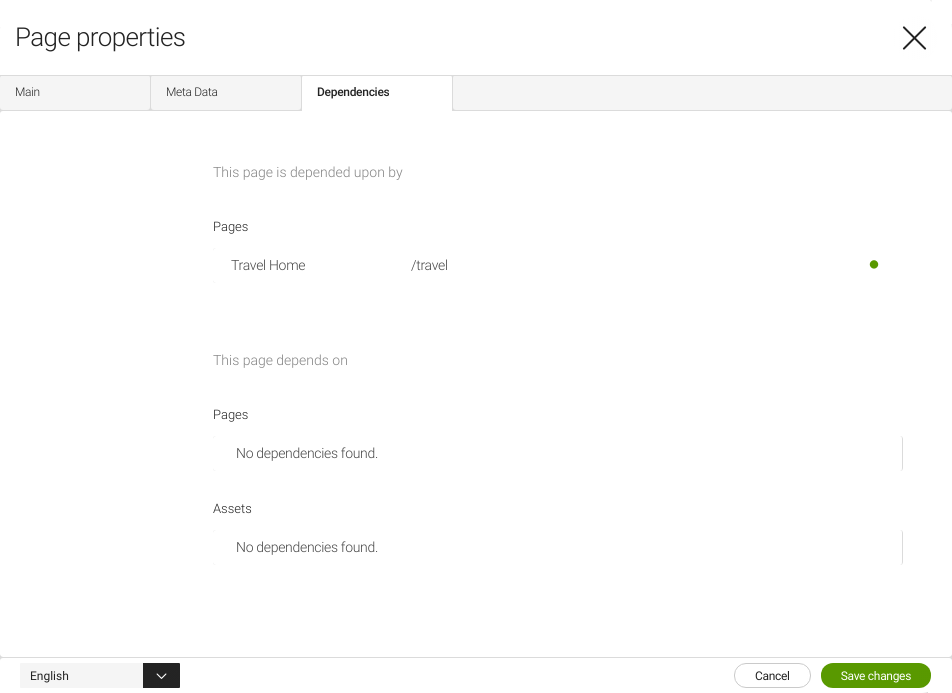 Page properties
Main
Meta Data
Dependencies
This page is depended upon by
Pages
Travel Home /travel
This page depends on
Pages
No dependencies found.
Assets
No dependencies found.
English
Cancel
Save changes